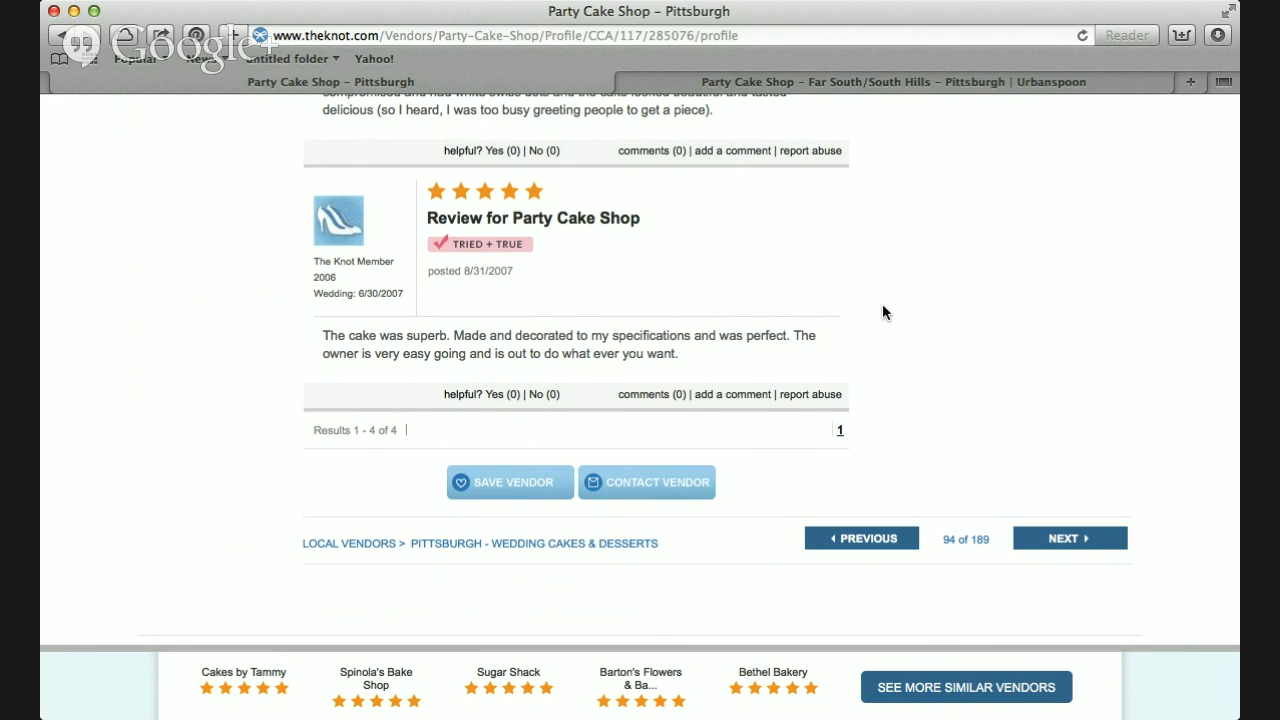 Party Cake Shop – Pittsburgh
Google+
www.theknot.com/Vendors/Party-Cake-Shop/Profile/CCA/117/285076/profile
Reader
Popular
News
untitled folder
Yahoo!
Party Cake Shop – Pittsburgh
Party Cake Shop – Far South/South Hills – Pittsburgh | Urbanspoon
delicious (so I heard, I was too busy greeting people to get a piece).
helpful? Yes (0) | No (0) comments (0) | add a comment | report abuse
Review for Party Cake Shop
TRIED + TRUE
The Knot Member
2006
Wedding: 6/30/2007
posted 8/31/2007
The cake was superb. Made and decorated to my specifications and was perfect. The
owner is very easy going and is out to do what ever you want.
helpful? Yes (0) | No (0) comments (0) | add a comment | report abuse
Results 1 - 4 of 4 |
1
SAVE VENDOR
CONTACT VENDOR
LOCAL VENDORS > PITTSBURGH - WEDDING CAKES & DESSERTS
PREVIOUS
94 of 189
NEXT
Cakes by Tammy
Spinola's Bake
Shop
Sugar Shack
Barton's Flowers
& Ba...
Bethel Bakery
SEE MORE SIMILAR VENDORS